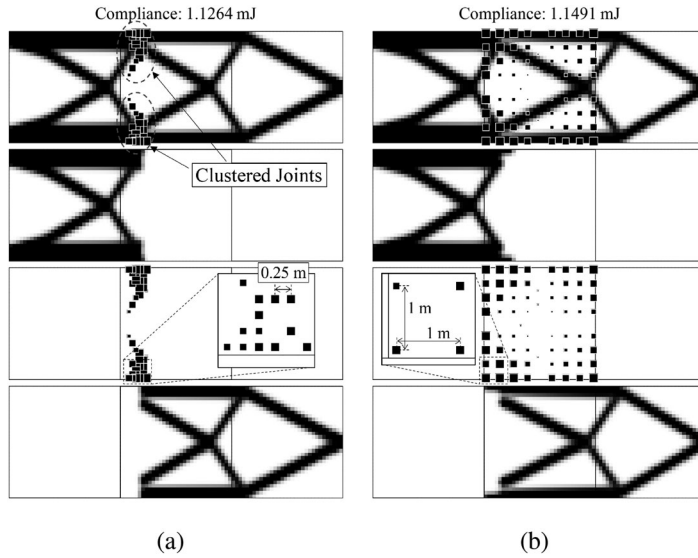 Compliance: 1.1264 mJ
Compliance: 1.1491 mJ
Clustered Joints
0.25 m
1 m
1 m
(a)
(b)